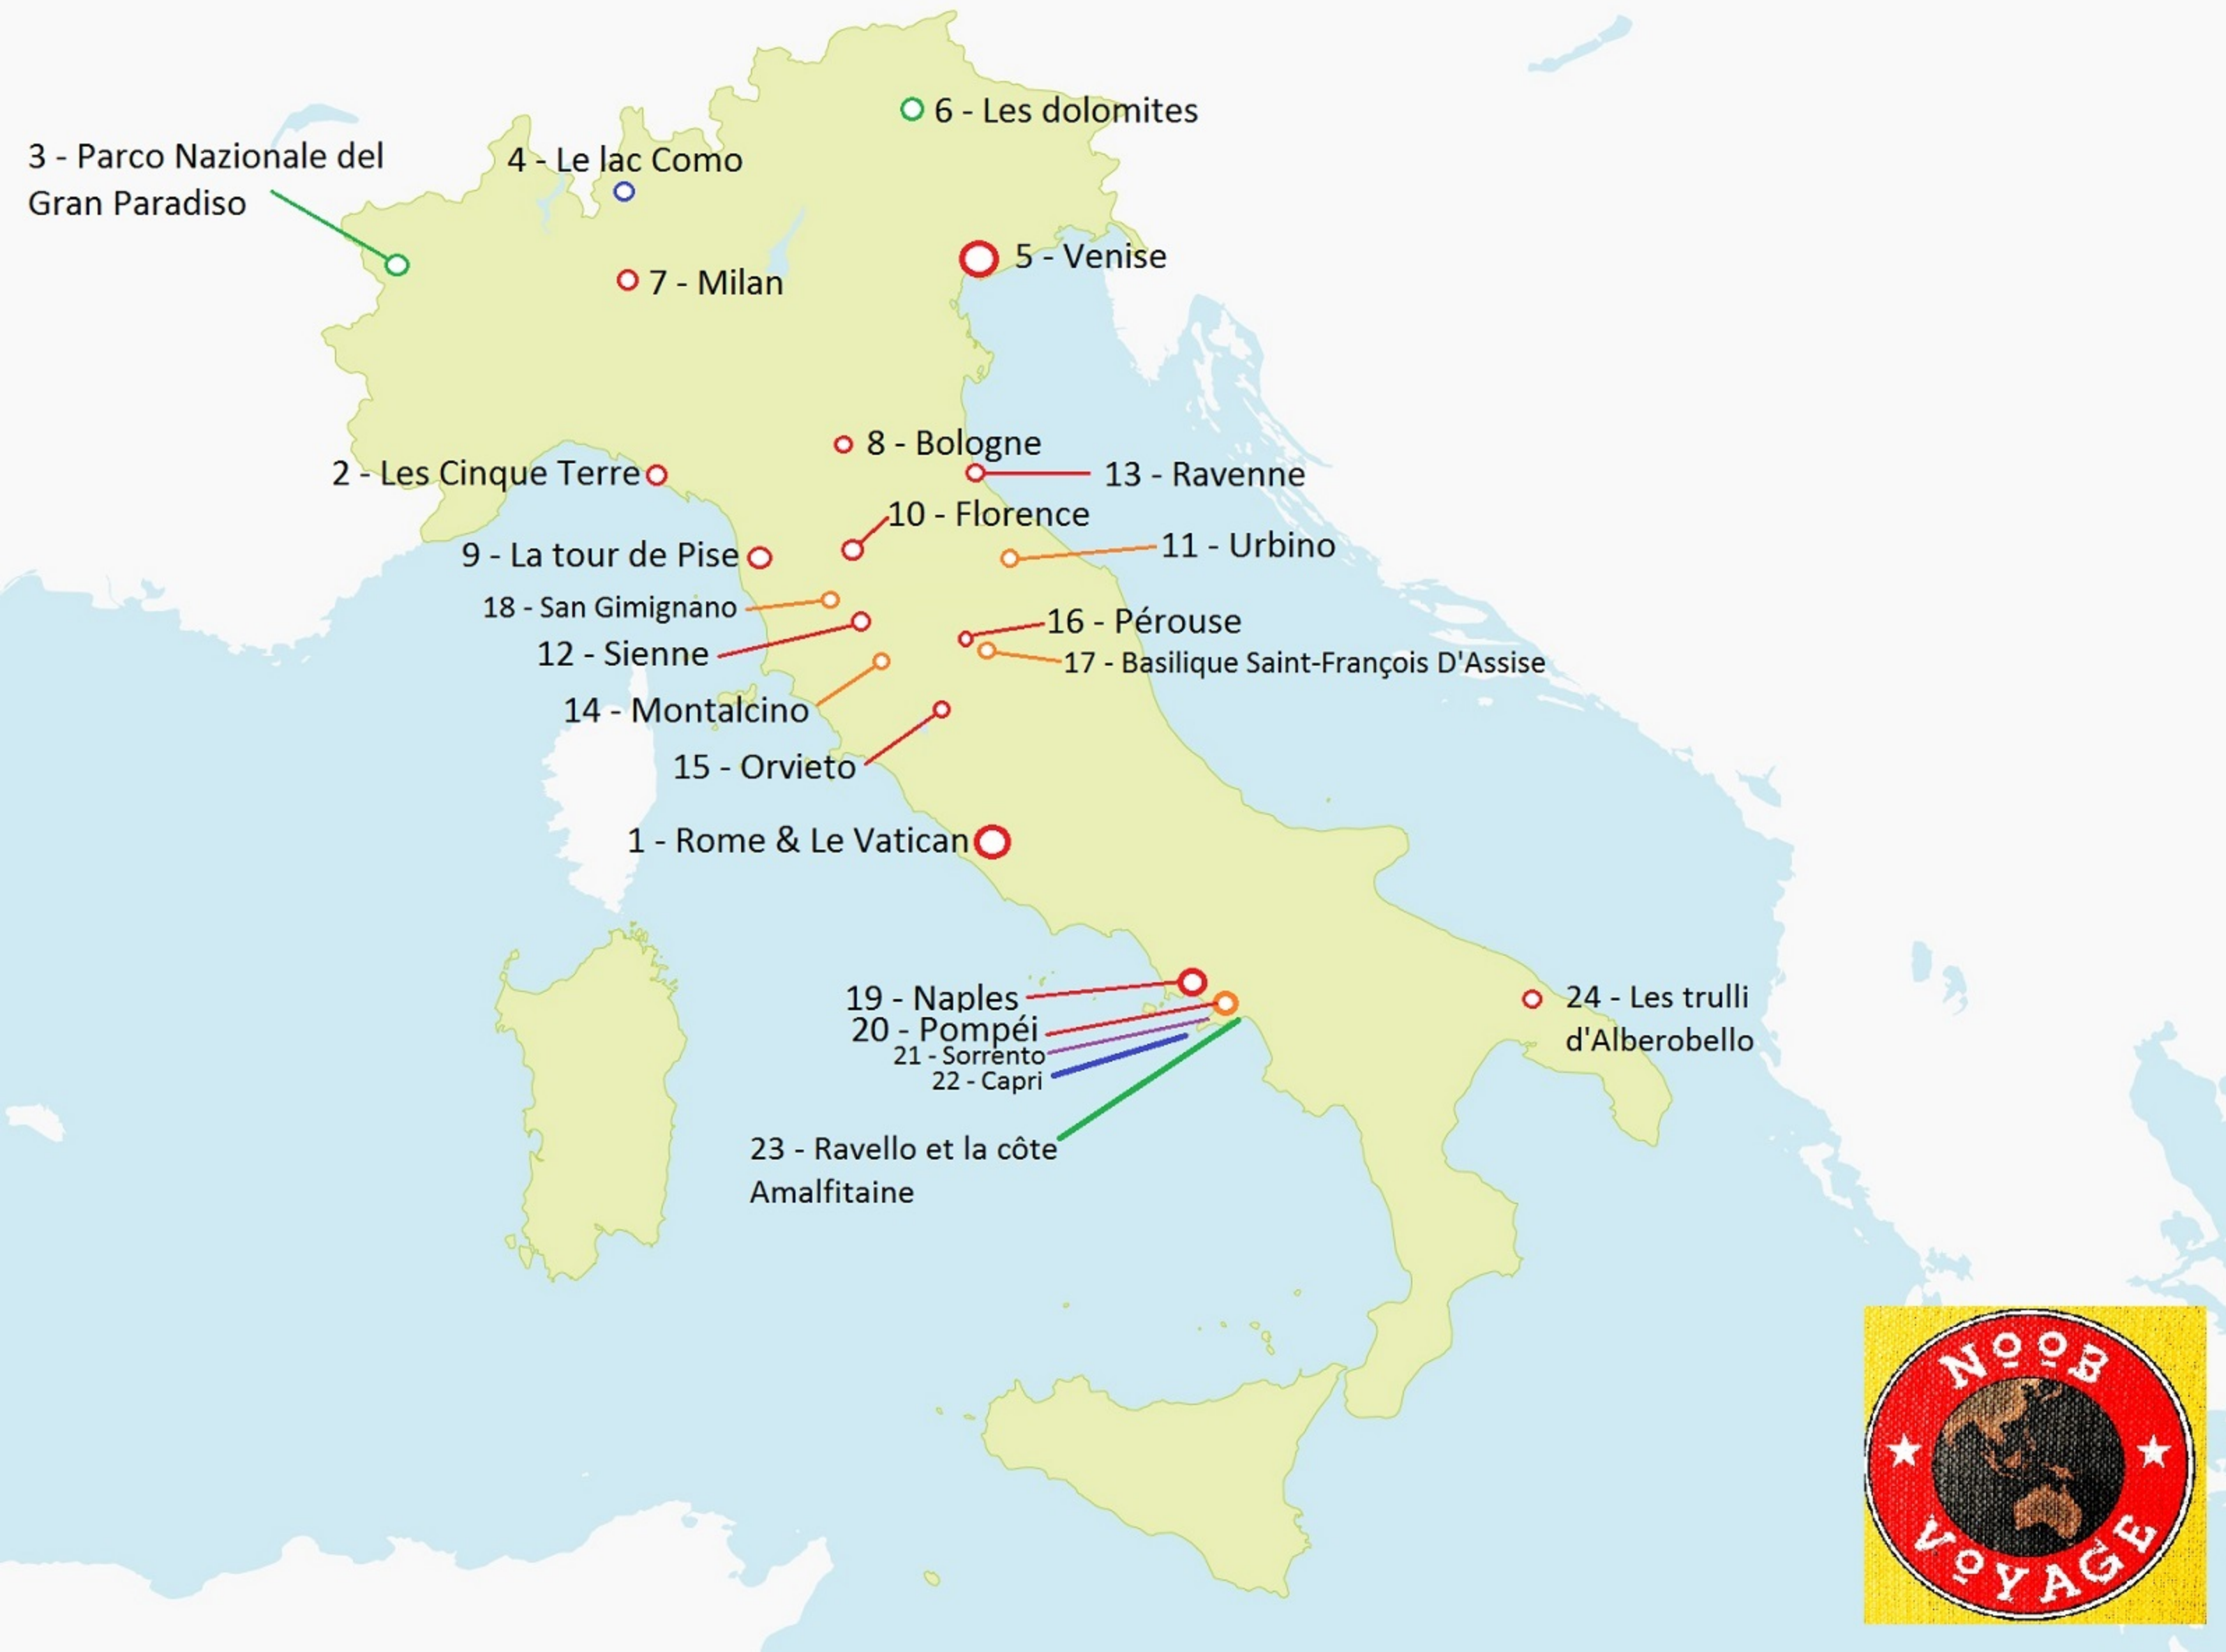 6 - Les dolomites
3 - Parco Nazionale del
Gran Paradiso
4 - Le lac Como
5 - Venise
7 - Milan
8 - Bologne
2 - Les Cinque Terre
13 - Ravenne
10 - Florence
11 - Urbino
9 - La tour de Pise
18 - San Gimignano
16 - Pérouse
12 - Sienne
17 - Basilique Saint-François D'Assise
14 - Montalcino
15 - Orvieto
1 - Rome & Le Vatican
19 - Naples
24 - Les trulli
d'Alberobello
20 - Pompéi
21 - Sorrento
22 - Capri
23 - Ravello et la côte
Amalfitaine
NOOB
VOYAGE